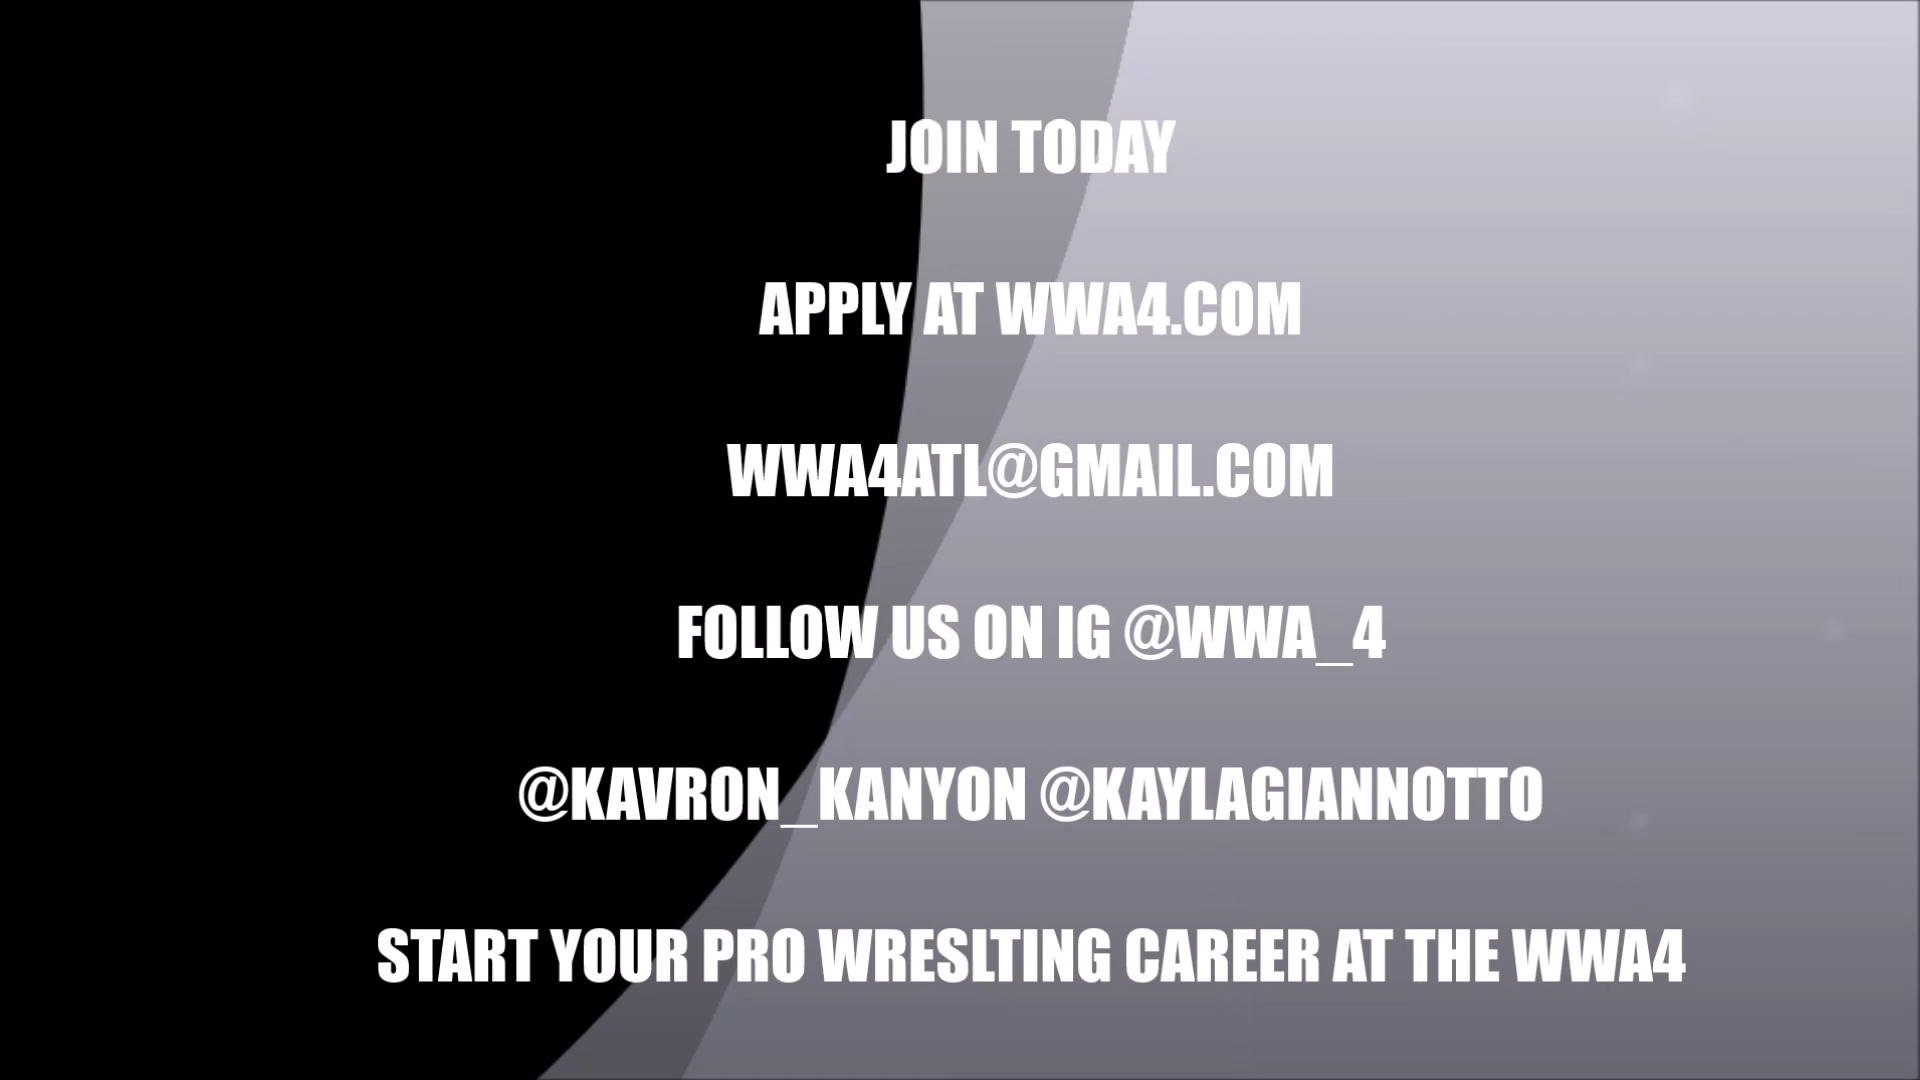 JOIN TODAY
APPLY AT WWA4.COM
WWA4ATL@GMAIL.COM
FOLLOW US ON IG @WWA_4
@KAVRON_KANYON @KAYLAGIANNOTTO
START YOUR PRO WRESLTING CAREER AT THE WWA4